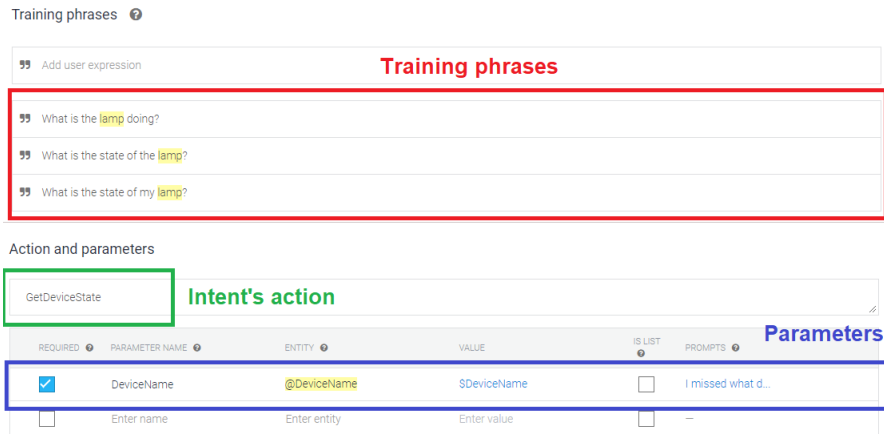 Training phrases
Add user expression
Training phrases
What is the lamp doing?
What is the state of the lamp?
What is the state of my lamp?
Action and parameters
GetDeviceState
Intent's action
Parameters
REQUIRED PARAMETER NAME ENTITY VALUE IS LIST PROMPTS
DeviceName @DeviceName $DeviceName I missed what d...
Enter name Enter entity Enter value –